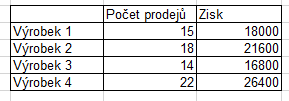 Počet prodejů Zisk
Výrobek 1 15 18000
Výrobek 2 18 21600
Výrobek 3 14 16800
Výrobek 4 22 26400